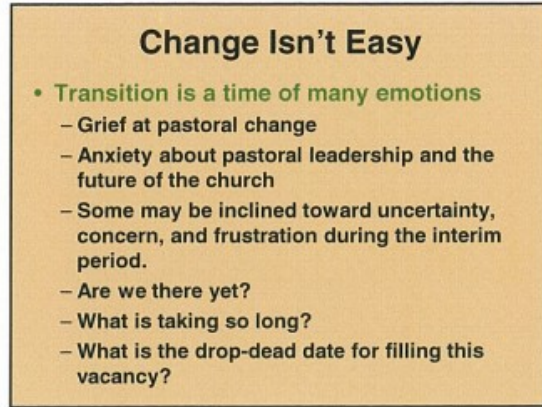 Change Isn't Easy
• Transition is a time of many emotions
– Grief at pastoral change
– Anxiety about pastoral leadership and the
future of the church
– Some may be inclined toward uncertainty,
concern, and frustration during the interim
period.
– Are we there yet?
– What is taking so long?
– What is the drop-dead date for filling this
vacancy?